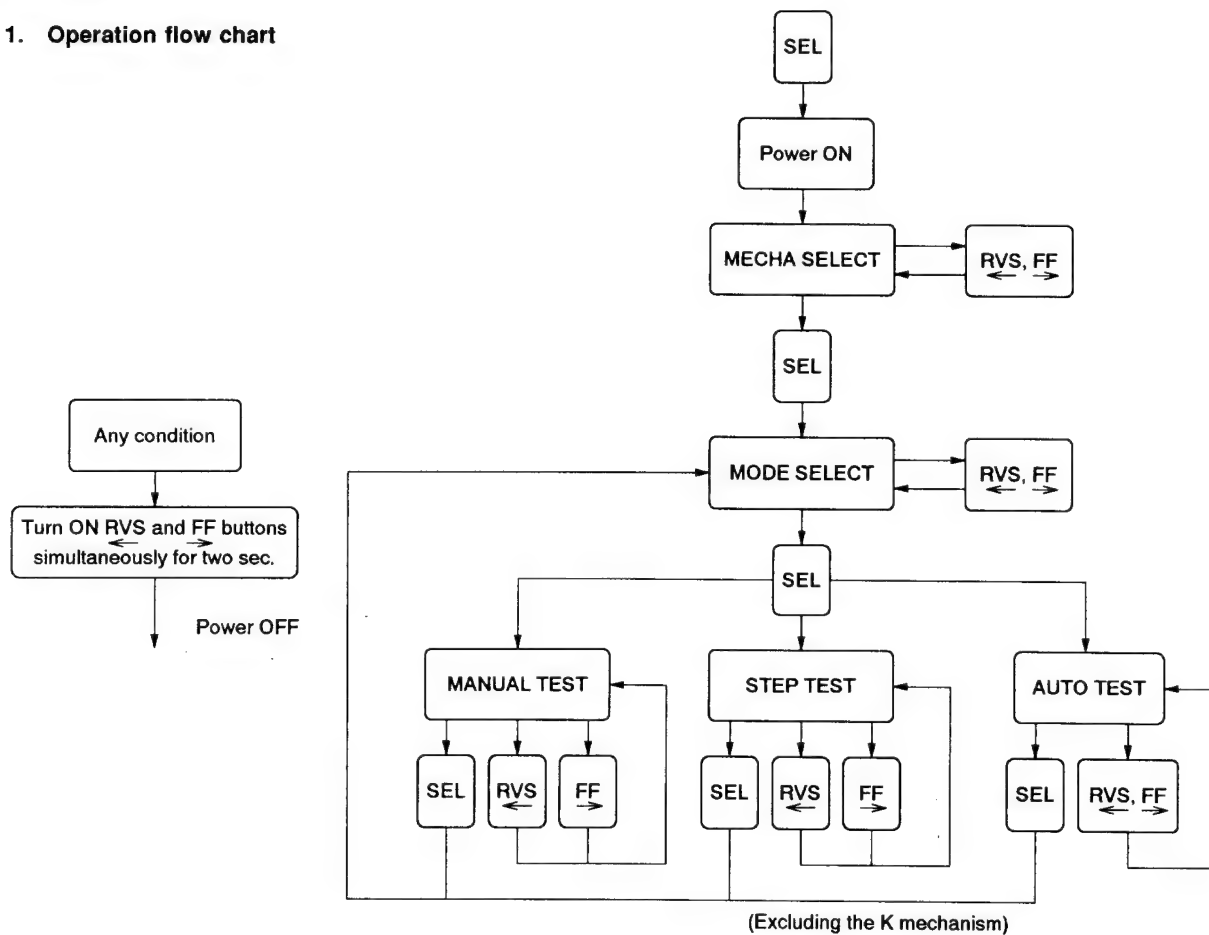 1. Operation flow chart
SEL
Power ON
MECHA SELECT
RVS, FF
← →
SEL
MODE SELECT
RVS, FF
← →
Any condition
Turn ON RVS and FF buttons
← →
simultaneously for two sec.
Power OFF
SEL
MANUAL TEST
STEP TEST
AUTO TEST
SEL
RVS
←
FF
→
SEL
RVS
←
FF
→
SEL
RVS, FF
← →
(Excluding the K mechanism)